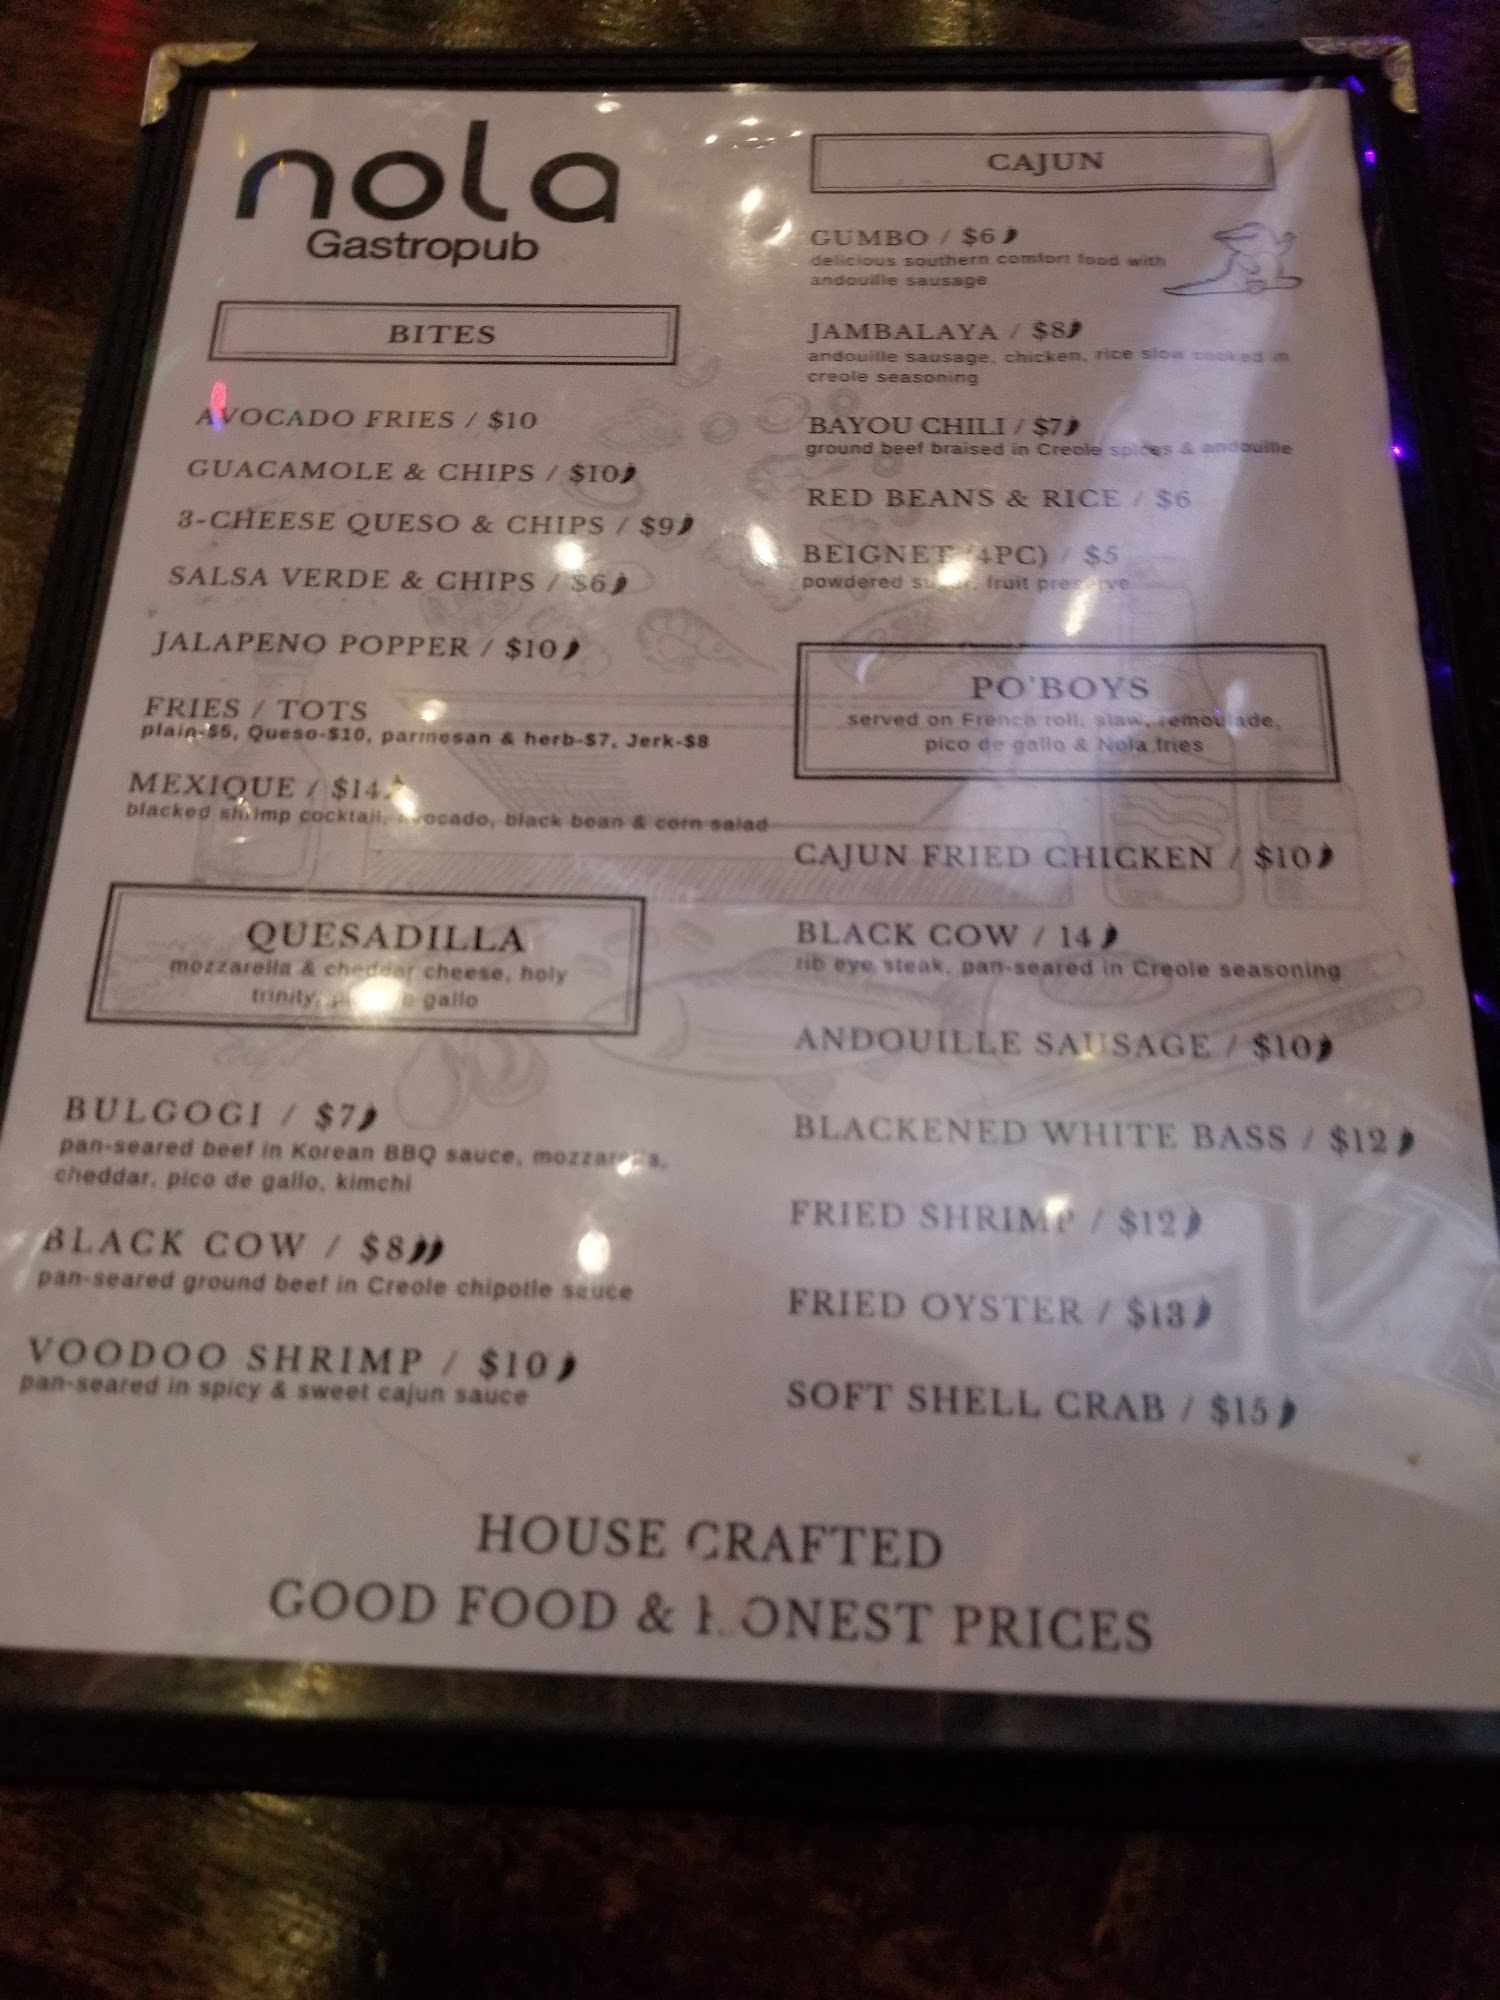 nola
Gastropub
BITES
AVOCADO FRIES / $10
GUACAMOLE & CHIPS / $10
3-CHEESE QUESO & CHIPS / $9
SALSA VERDE & CHIPS / $6
JALAPENO POPPER / $10
FRIES / TOTS
plain-$5, Queso-$10, parmesan & herb-$7, Jerk-$8
MEXIQUE / $14
blacked shrimp cocktail, avocado, black bean & corn salad
QUESADILLA
mozzarella & cheddar cheese, holy
trinity, gallo
BULGOGI / $7
pan-seared beef in Korean BBQ sauce, mozzarella,
cheddar, pico de gallo, kimchi
BLACK COW / $8
pan-seared ground beef in Creole chipotle sauce
VOODOO SHRIMP / $10
pan-seared in spicy & sweet cajun sauce
CAJUN
GUMBO / $6
delicious southern comfort food with
andouille sausage
JAMBALAYA / $8
andouille sausage, chicken, rice slow cooked in
creole seasoning
BAYOU CHILI / $7
ground beef braised in Creole spices & andouille
RED BEANS & RICE / $6
BEIGNET (4PC) / $5
powdered sugar, fruit preserve
PO'BOYS
served on French roll, slaw, remoulade,
pico de gallo & Nola fries
CAJUN FRIED CHICKEN / $10
BLACK COW / 14
rib eye steak, pan-seared in Creole seasoning
ANDOUILLE SAUSAGE / $10
BLACKENED WHITE BASS / $12
FRIED SHRIMP / $12
FRIED OYSTER / $13
SOFT SHELL CRAB / $15
HOUSE CRAFTED
GOOD FOOD & HONEST PRICES